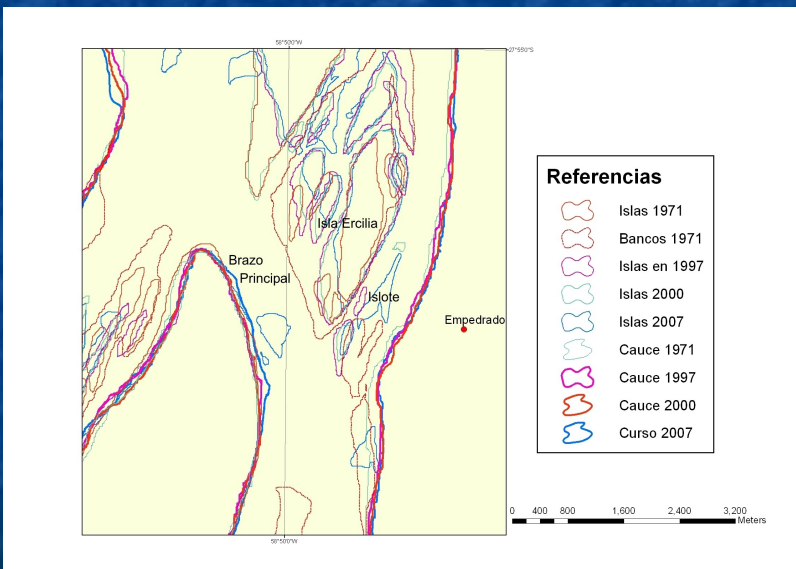 58°50'0"W
27°55'S
Isla Ercilia
Brazo
Principal
Islote
Empedrado
58°50'0"W
Referencias
Islas 1971
Bancos 1971
Islas en 1997
Islas 2000
Islas 2007
Cauce 1971
Cauce 1997
Cauce 2000
Curso 2007
0 400 800 1,600 2,400 3,200
Meters